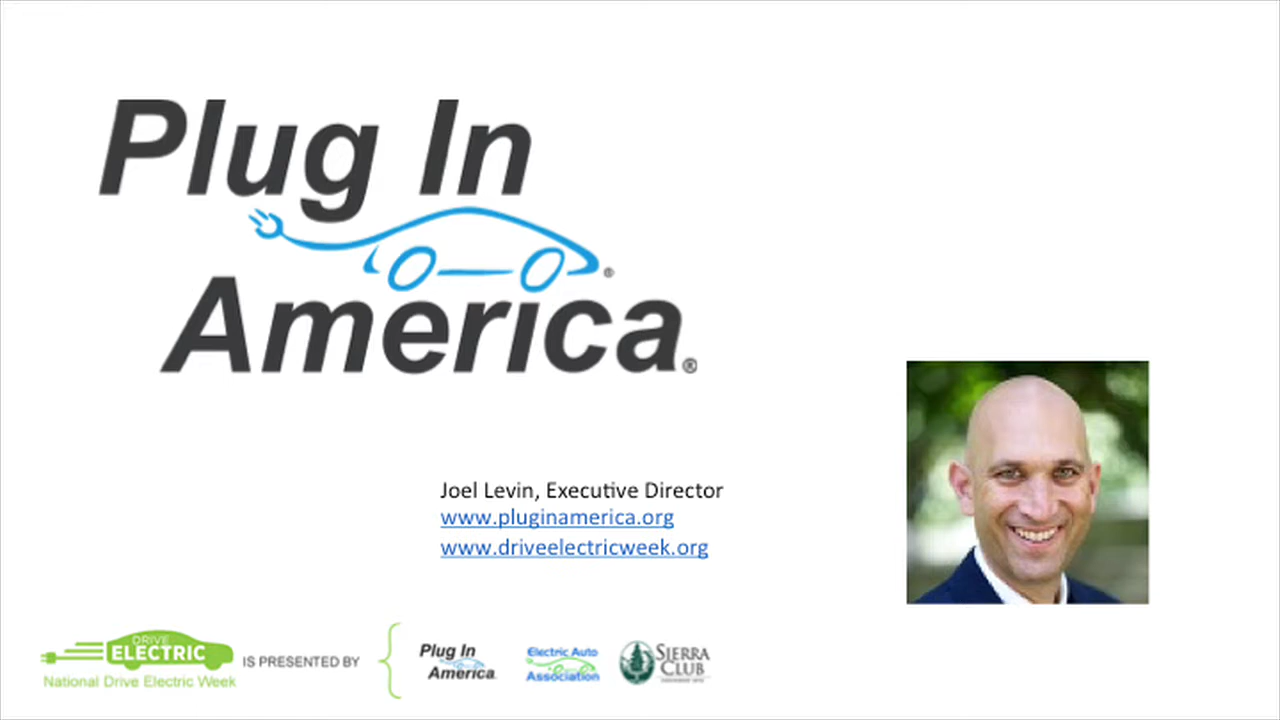 Plug In
America®
Joel Levin, Executive Director
www.pluginamerica.org
www.driveelectricweek.org
DRIVE
ELECTRIC
National Drive Electric Week
IS PRESENTED BY
Plug In
America
Electric Auto
Association
SIERRA
CLUB